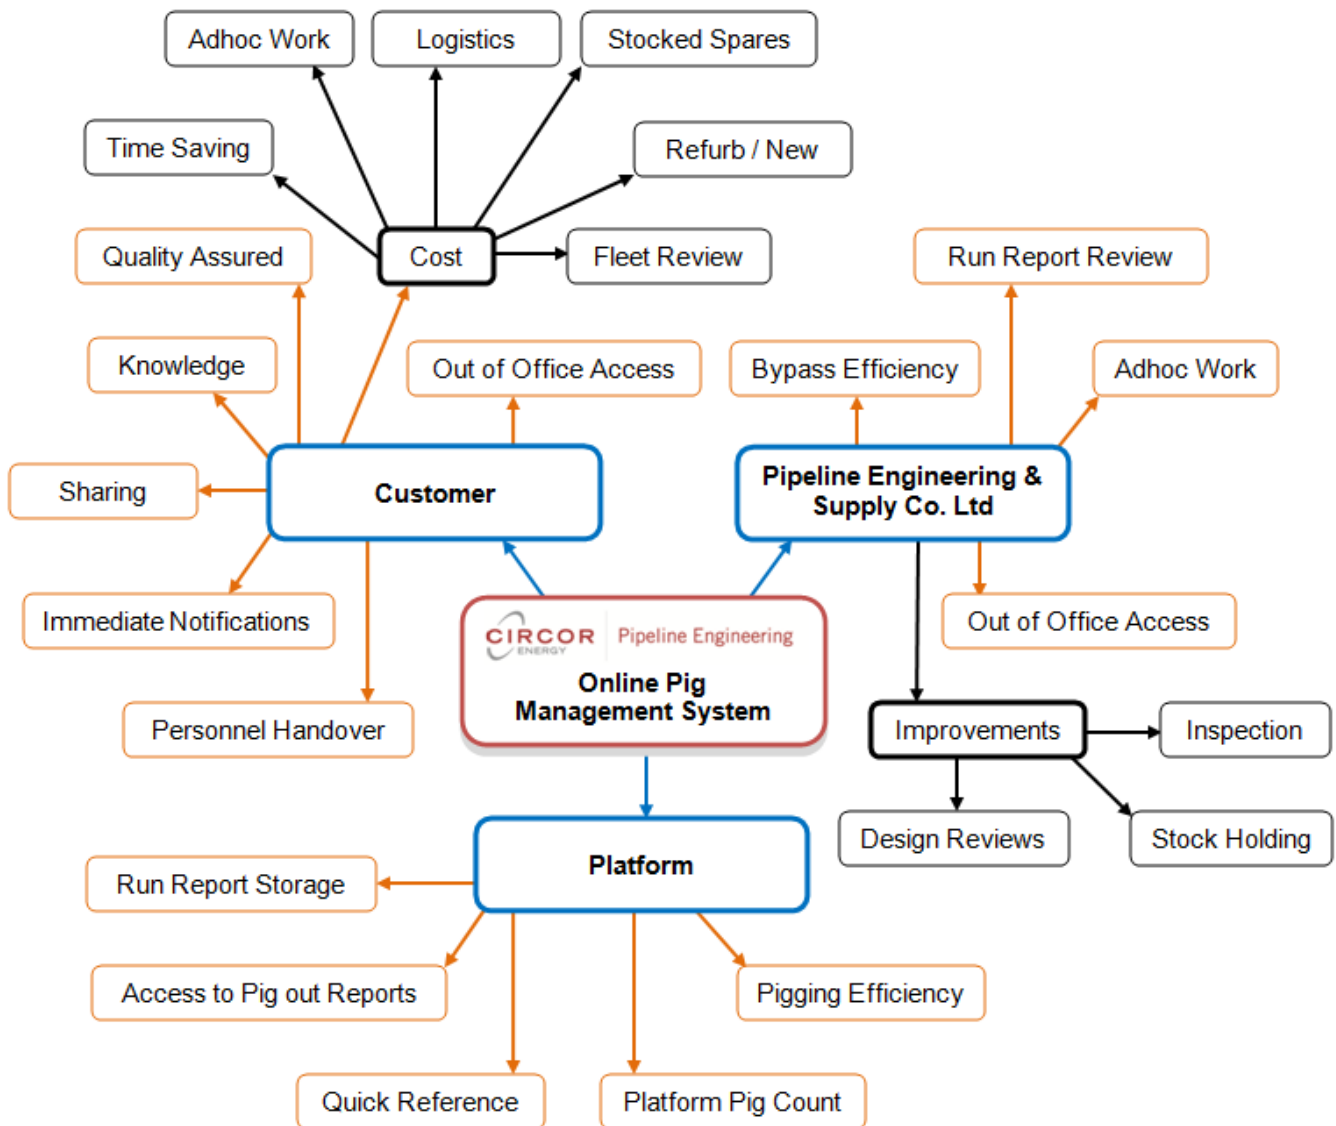 Adhoc Work
Logistics
Stocked Spares
Time Saving
Refurb / New
Quality Assured
Cost
Fleet Review
Run Report Review
Knowledge
Out of Office Access
Bypass Efficiency
Adhoc Work
Sharing
Customer
Pipeline Engineering &
Supply Co. Ltd
Immediate Notifications
CIRCOR
ENERGY
Pipeline Engineering
Online Pig
Management System
Out of Office Access
Personnel Handover
Improvements
Inspection
Design Reviews
Stock Holding
Platform
Run Report Storage
Access to Pig out Reports
Pigging Efficiency
Quick Reference
Platform Pig Count